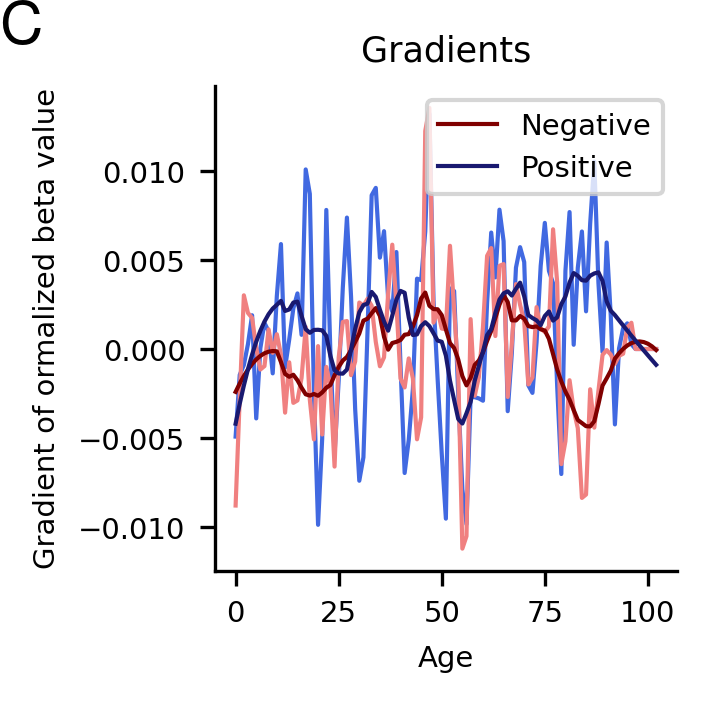 C
Gradients
Gradient of ormalized beta value
Negative
Positive
0.010
0.005
0.000
−0.005
−0.010
0 25 50 75 100
Age